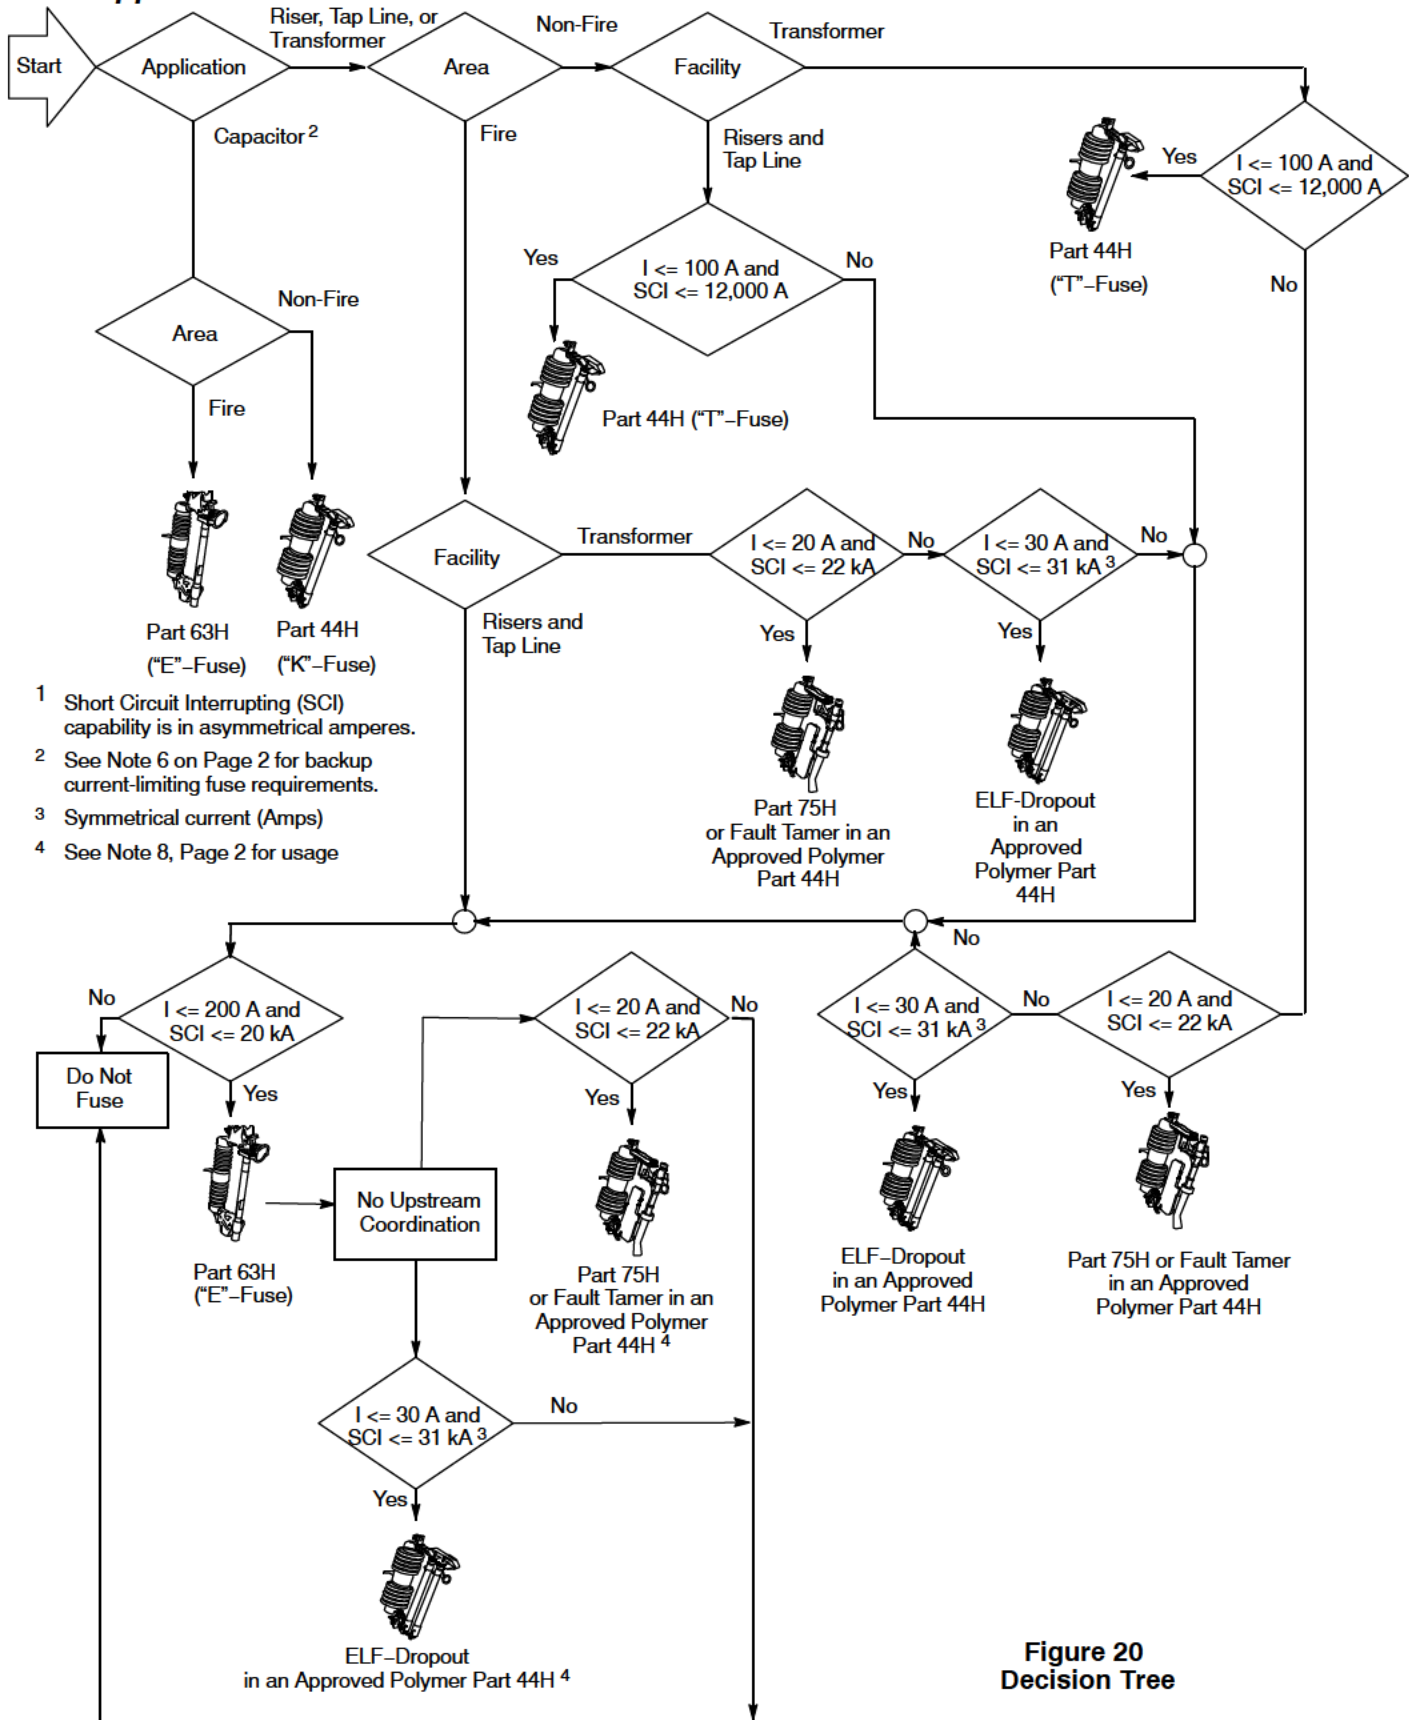 Start
Application
Riser, Tap Line, or
Transformer
Area
Non-Fire
Facility
Transformer
Capacitor 2
Fire
Risers and
Tap Line
I <= 100 A and
SCI <= 12,000 A
Yes
Part 44H
("T"-Fuse)
No
Yes
I <= 100 A and
SCI <= 12,000 A
No
Part 44H ("T"-Fuse)
Area
Non-Fire
Fire
Part 63H
("E"-Fuse)
Part 44H
("K"-Fuse)
Facility
Transformer
I <= 20 A and
SCI <= 22 kA
No
I <= 30 A and
SCI <= 31 kA 3
No
Risers and
Tap Line
Yes
Yes
Part 75H
or Fault Tamer in an
Approved Polymer
Part 44H
ELF-Dropout
in an
Approved
Polymer Part
44H
1 Short Circuit Interrupting (SCI)
capability is in asymmetrical amperes.
2 See Note 6 on Page 2 for backup
current-limiting fuse requirements.
3 Symmetrical current (Amps)
4 See Note 8, Page 2 for usage
No
I <= 200 A and
SCI <= 20 kA
Do Not
Fuse
Yes
Part 63H
("E"-Fuse)
No Upstream
Coordination
I <= 20 A and
SCI <= 22 kA
No
Yes
Part 75H
or Fault Tamer in an
Approved Polymer
Part 44H 4
No
I <= 30 A and
SCI <= 31 kA 3
No
I <= 20 A and
SCI <= 22 kA
Yes
Yes
ELF-Dropout
in an Approved
Polymer Part 44H
Part 75H or Fault Tamer
in an Approved
Polymer Part 44H
I <= 30 A and
SCI <= 31 kA 3
No
Yes
ELF-Dropout
in an Approved Polymer Part 44H 4
Figure 20
Decision Tree